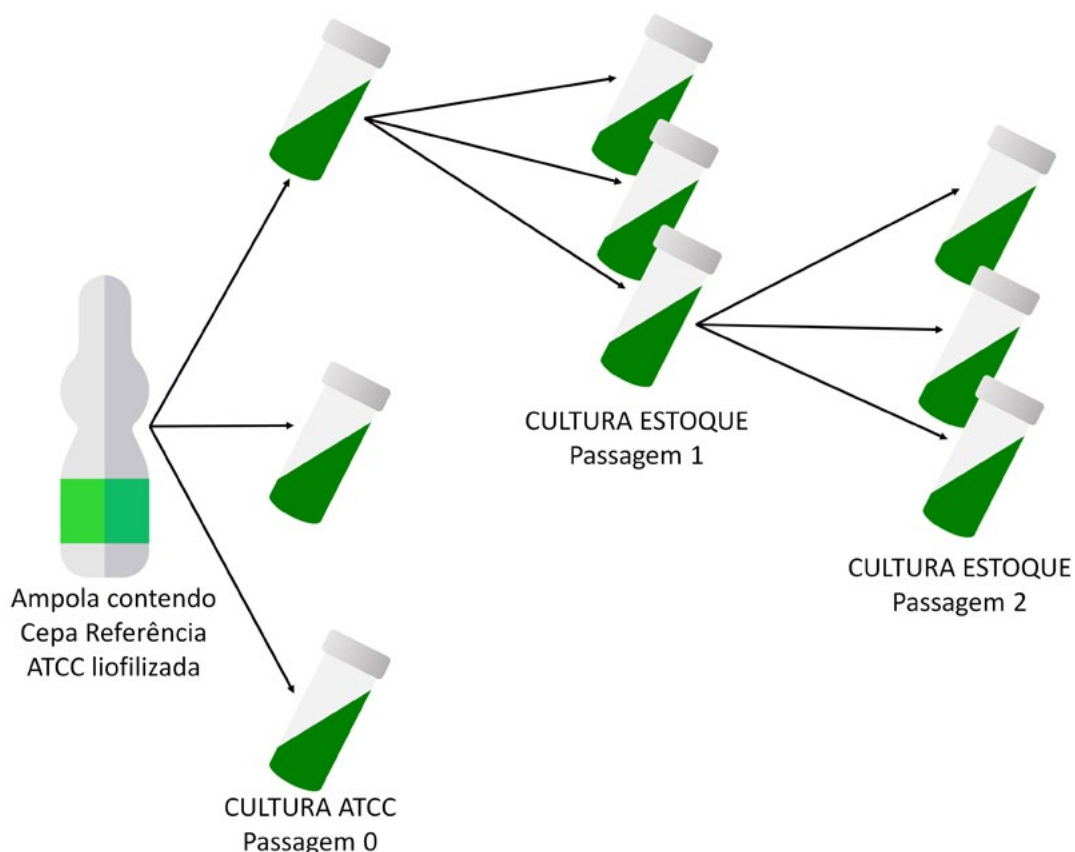 CULTURA ESTOQUE
Passagem 1
CULTURA ESTOQUE
Passagem 2
Ampola contendo
Cepa Referência
ATCC liofilizada
CULTURA ATCC
Passagem 0